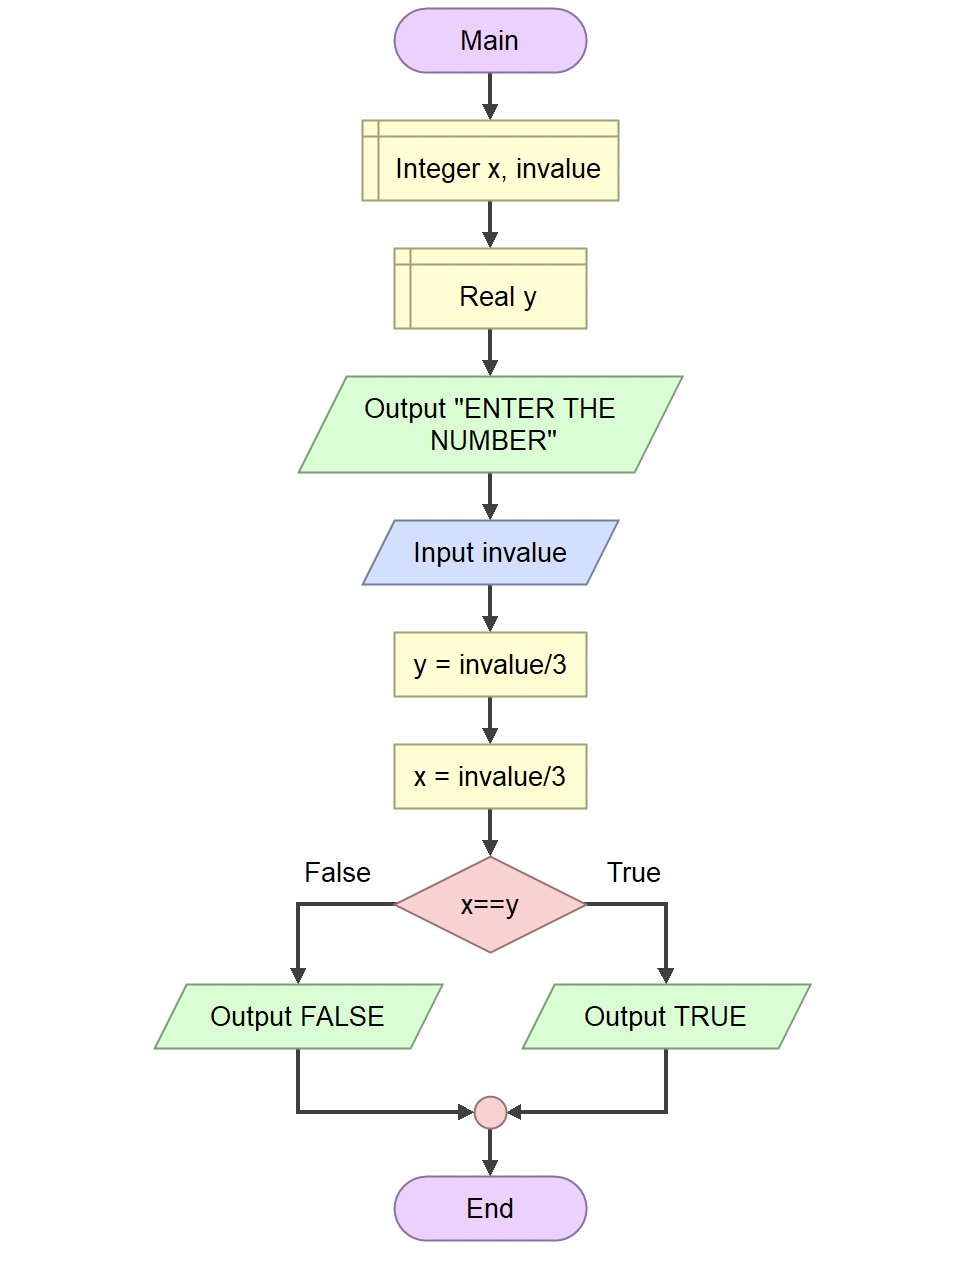 Main
Integer x, invalue
Real y
Output "ENTER THE
NUMBER"
Input invalue
y = invalue/3
x = invalue/3
False
True
x==y
Output FALSE
Output TRUE
End